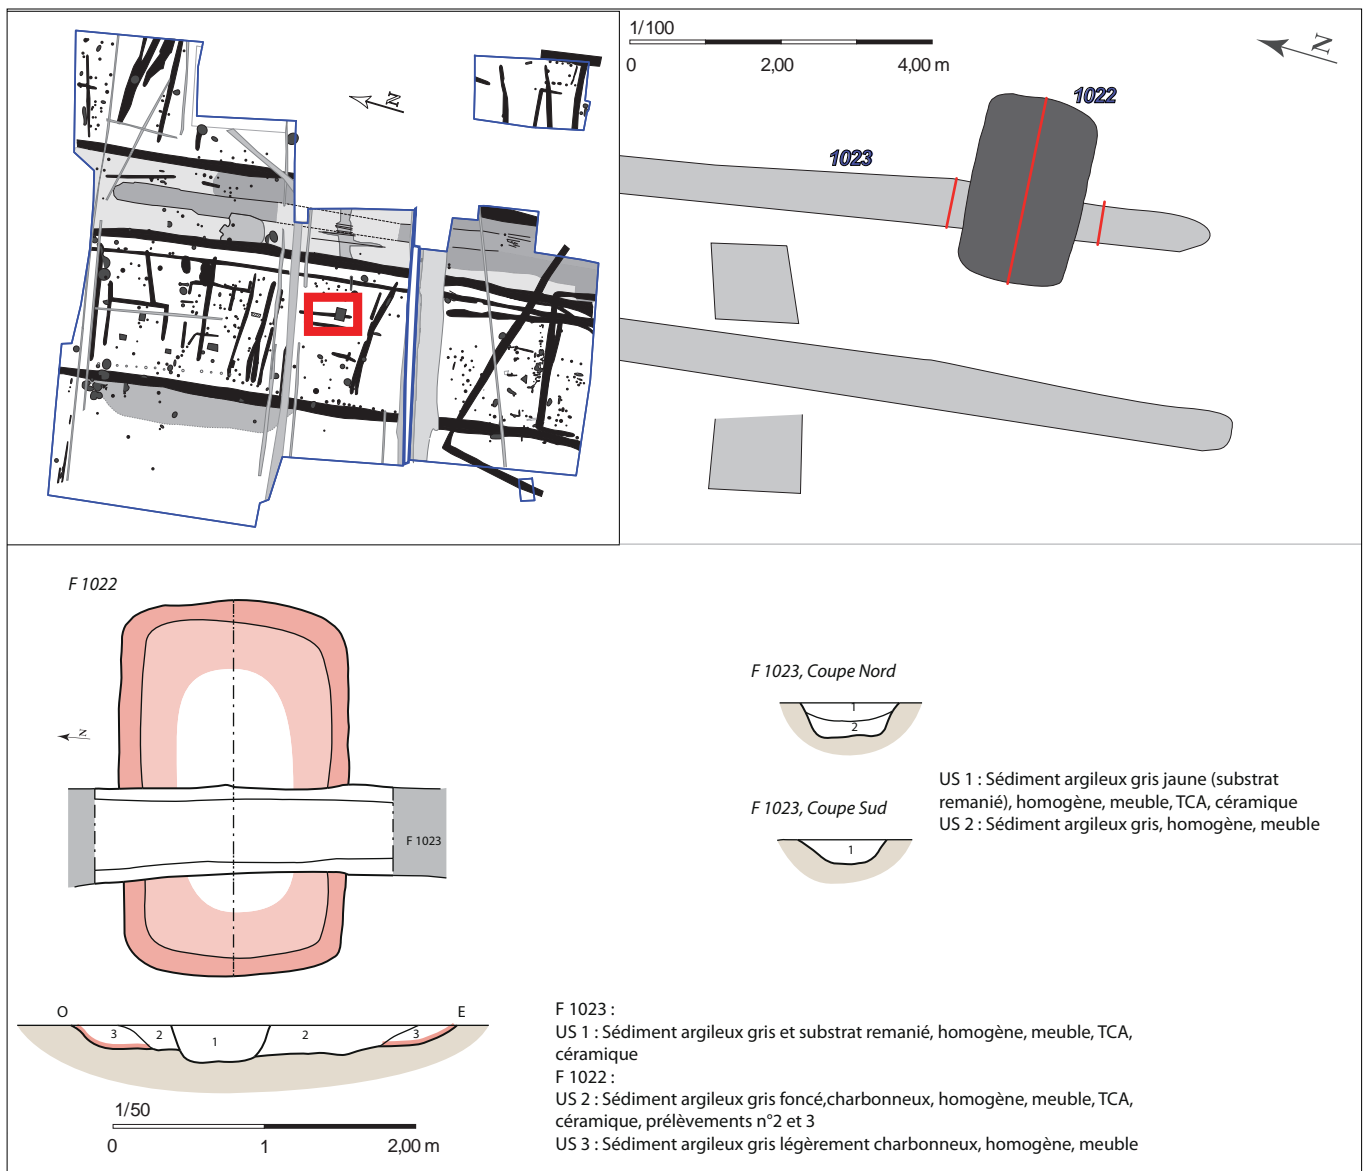 N
1/100
0 2,00 4,00 m
N
1022
1023
F 1022
N
F 1023
F 1023, Coupe Nord
1
2
F 1023, Coupe Sud
1
US 1 : Sédiment argileux gris jaune (substrat
remanié), homogène, meuble, TCA, céramique
US 2 : Sédiment argileux gris, homogène, meuble
O E
3 2 1 2 3
1/50
0 1 2,00 m
F 1023 :
US 1 : Sédiment argileux gris et substrat remanié, homogène, meuble, TCA,
céramique
F 1022 :
US 2 : Sédiment argileux gris foncé,charbonneux, homogène, meuble, TCA,
céramique, prélèvements n°2 et 3
US 3 : Sédiment argileux gris légèrement charbonneux, homogène, meuble